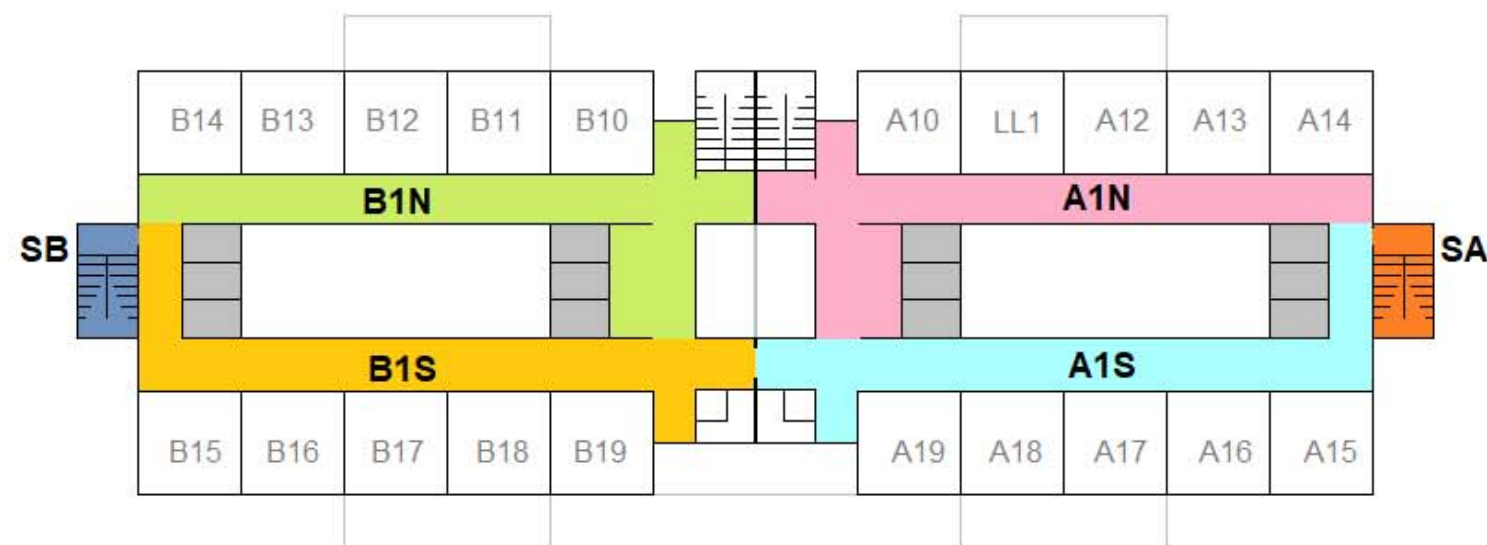 B14 B13 B12 B11 B10 A10 LL1 A12 A13 A14
B1N A1N
SB SA
B1S A1S
B15 B16 B17 B18 B19 A19 A18 A17 A16 A15